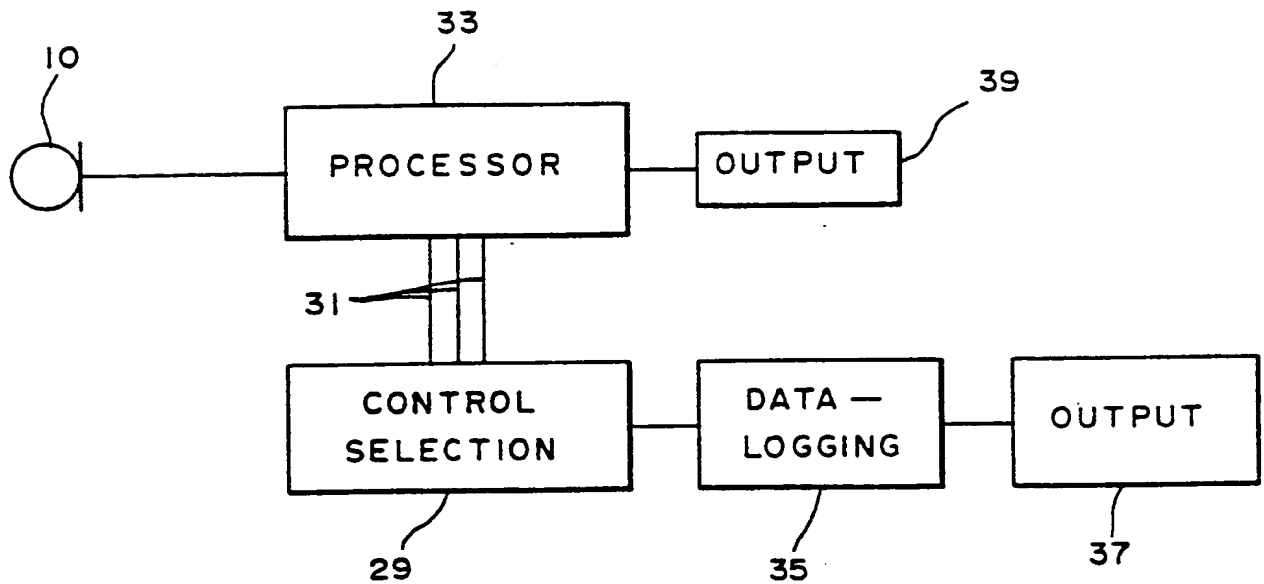 33
10
39
PROCESSOR
OUTPUT
31
CONTROL
SELECTION
DATA —
LOGGING
OUTPUT
29
35
37